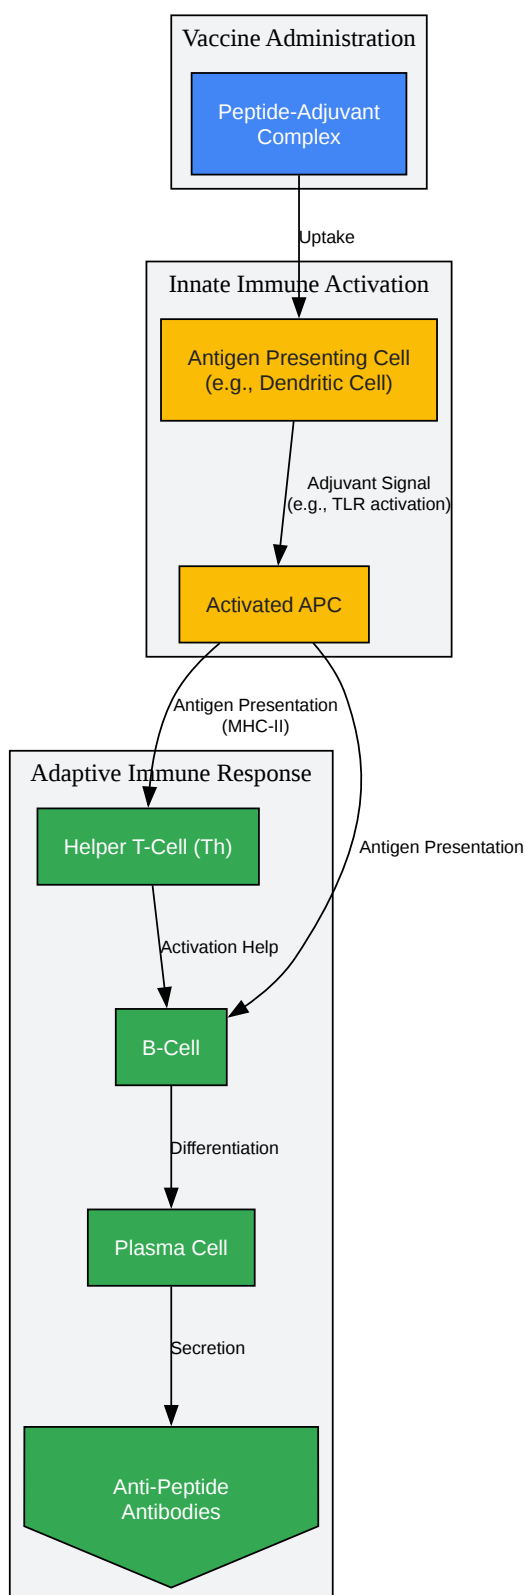 Vaccine Administration
Peptide-Adjuvant
Complex
Uptake
Innate Immune Activation
Antigen Presenting Cell
(e.g., Dendritic Cell)
Adjuvant Signal
(e.g., TLR activation)
Activated APC
Antigen Presentation
(MHC-II)
Adaptive Immune Response
Helper T-Cell (Th)
Antigen Presentation
Activation Help
B-Cell
Differentiation
Plasma Cell
Secretion
Anti-Peptide
Antibodies